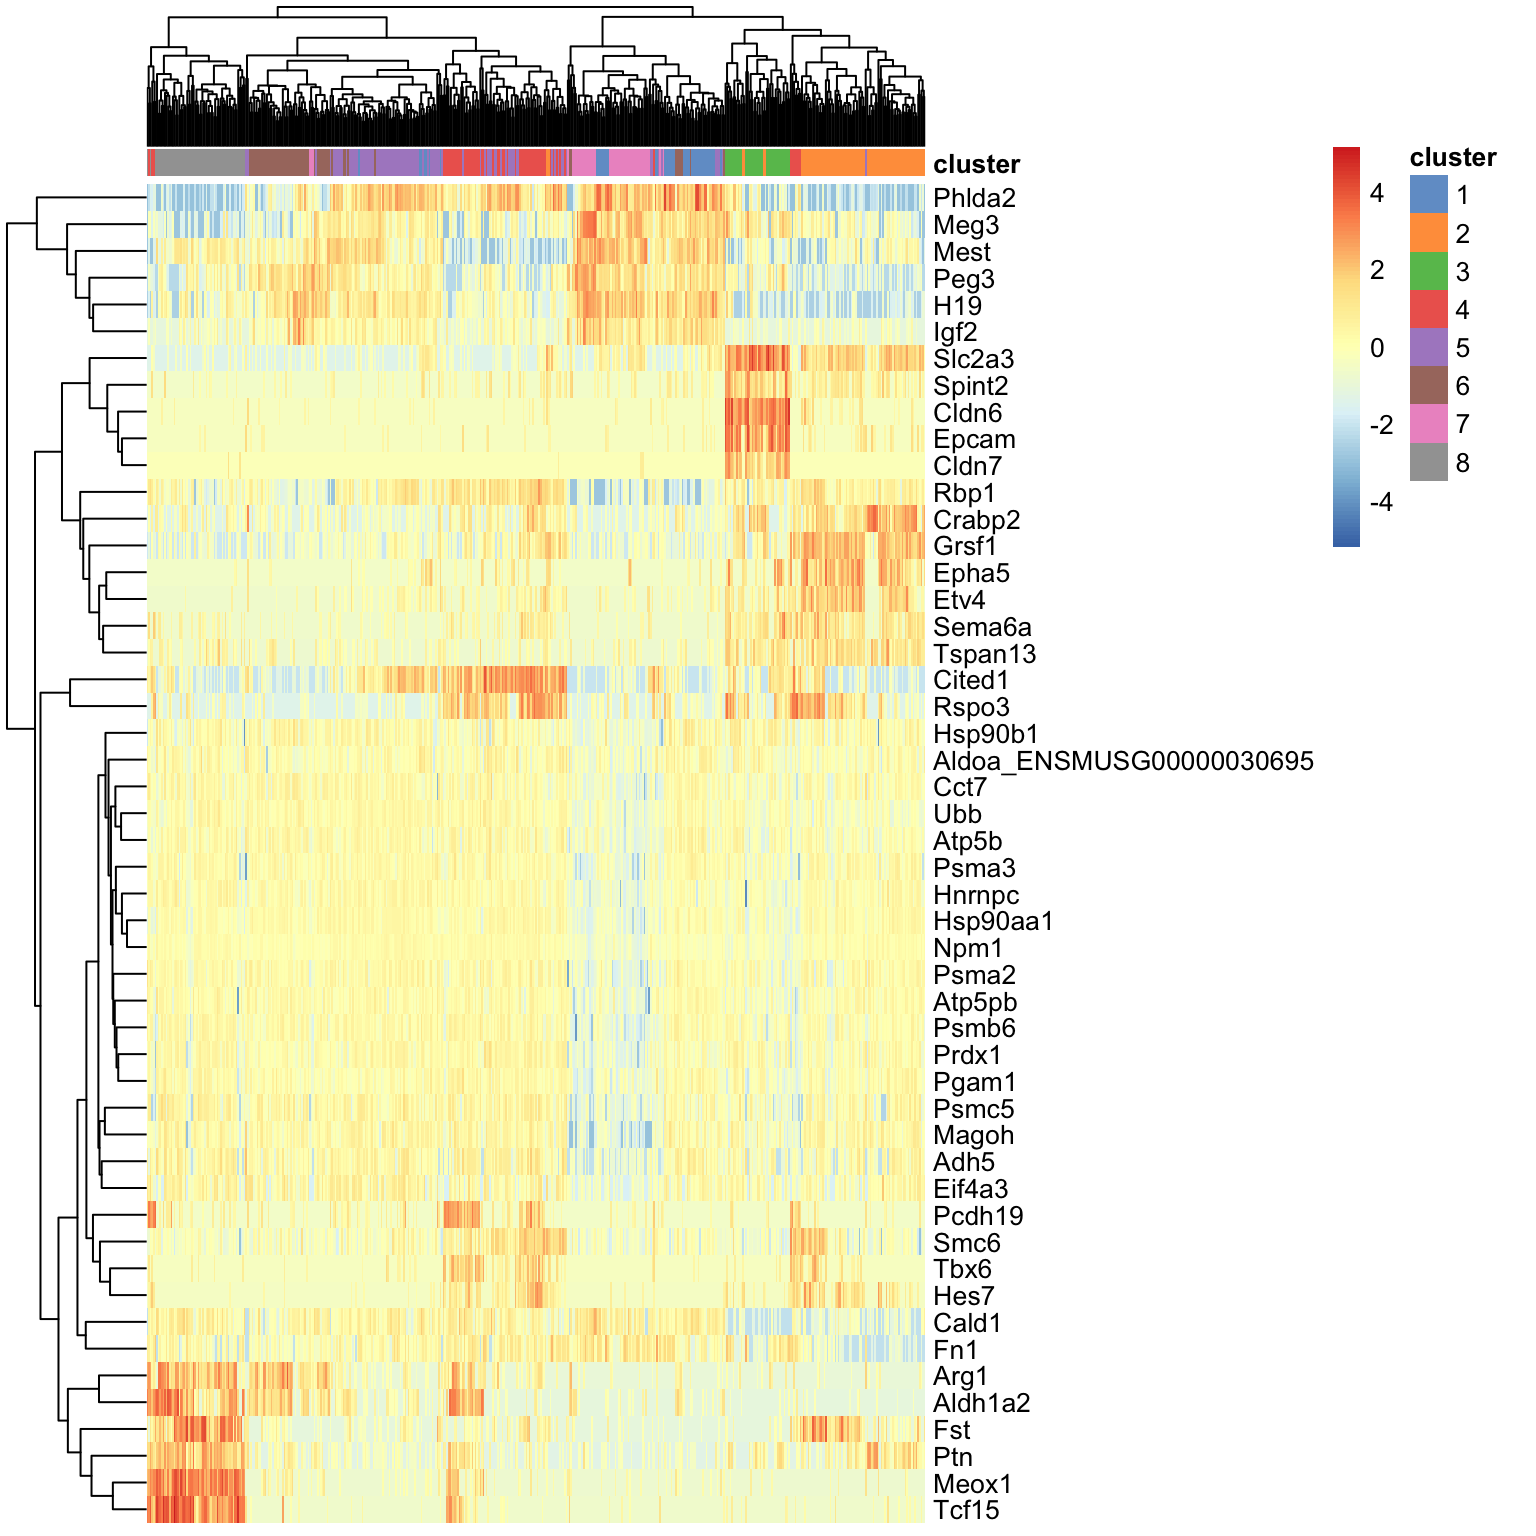 cluster
Phlda2
Meg3
Mest
Peg3
H19
Igf2
Slc2a3
Spint2
Cldn6
Epcam
Cldn7
Rbp1
Crabp2
Grsf1
Epha5
Etv4
Sema6a
Tspan13
Cited1
Rspo3
Hsp90b1
Aldoa_ENSMUSG00000030695
Cct7
Ubb
Atp5b
Psma3
Hnrnpc
Hsp90aa1
Npm1
Psma2
Atp5pb
Psmb6
Prdx1
Pgam1
Psmc5
Magoh
Adh5
Eif4a3
Pcdh19
Smc6
Tbx6
Hes7
Cald1
Fn1
Arg1
Aldh1a2
Fst
Ptn
Meox1
Tcf15
4
2
0
-2
-4
cluster
1
2
3
4
5
6
7
8